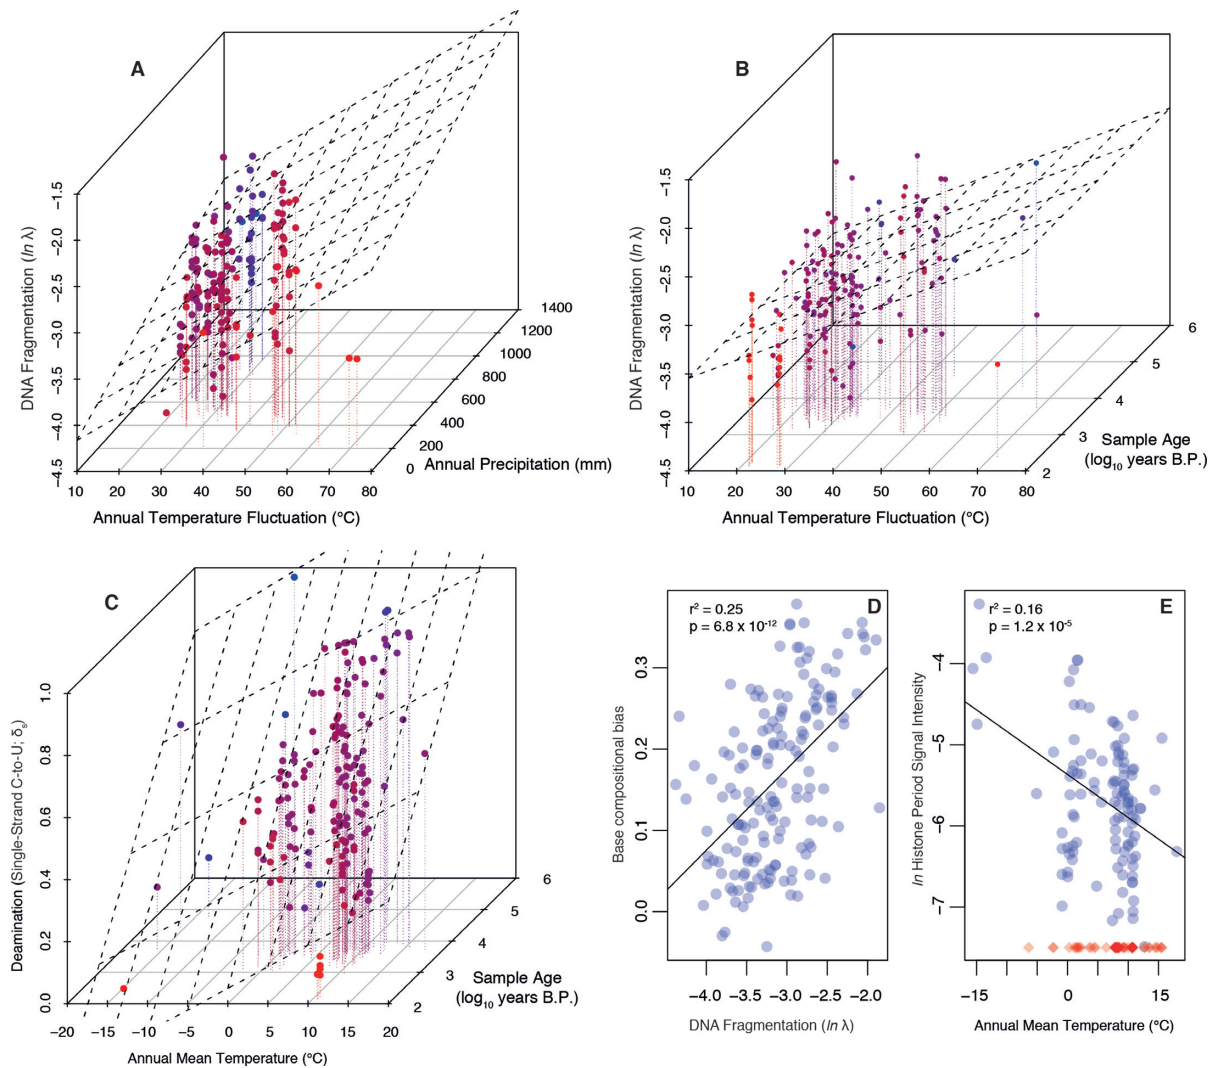 A
DNA Fragmentation (ln λ)
−1.5
−2.0
−2.5
−3.0
−3.5
−4.0
−4.5
10 20 30 40 50 60 70 80
Annual Temperature Fluctuation (°C)
0
200
400
600
800
1000
1200
1400
Annual Precipitation (mm)
B
DNA Fragmentation (ln λ)
−1.5
−2.0
−2.5
−3.0
−3.5
−4.0
−4.5
10 20 30 40 50 60 70 80
Annual Temperature Fluctuation (°C)
2
3
4
5
6
Sample Age
(log10 years B.P.)
C
Deamination (Single-Strand C-to-U; δs)
1.0
0.8
0.6
0.4
0.2
0.0
−20 −15 −10 −5 0 5 10 15 20
Annual Mean Temperature (°C)
2
3
4
5
6
Sample Age
(log10 years B.P.)
D
r² = 0.25
p = 6.8 x 10⁻¹²
Base compositional bias
0.3
0.2
0.1
0.0
−4.0 −3.5 −3.0 −2.5 −2.0
DNA Fragmentation (ln λ)
E
r² = 0.16
p = 1.2 x 10⁻⁵
ln Histone Period Signal Intensity
−4
−5
−6
−7
−15 0 15
Annual Mean Temperature (°C)